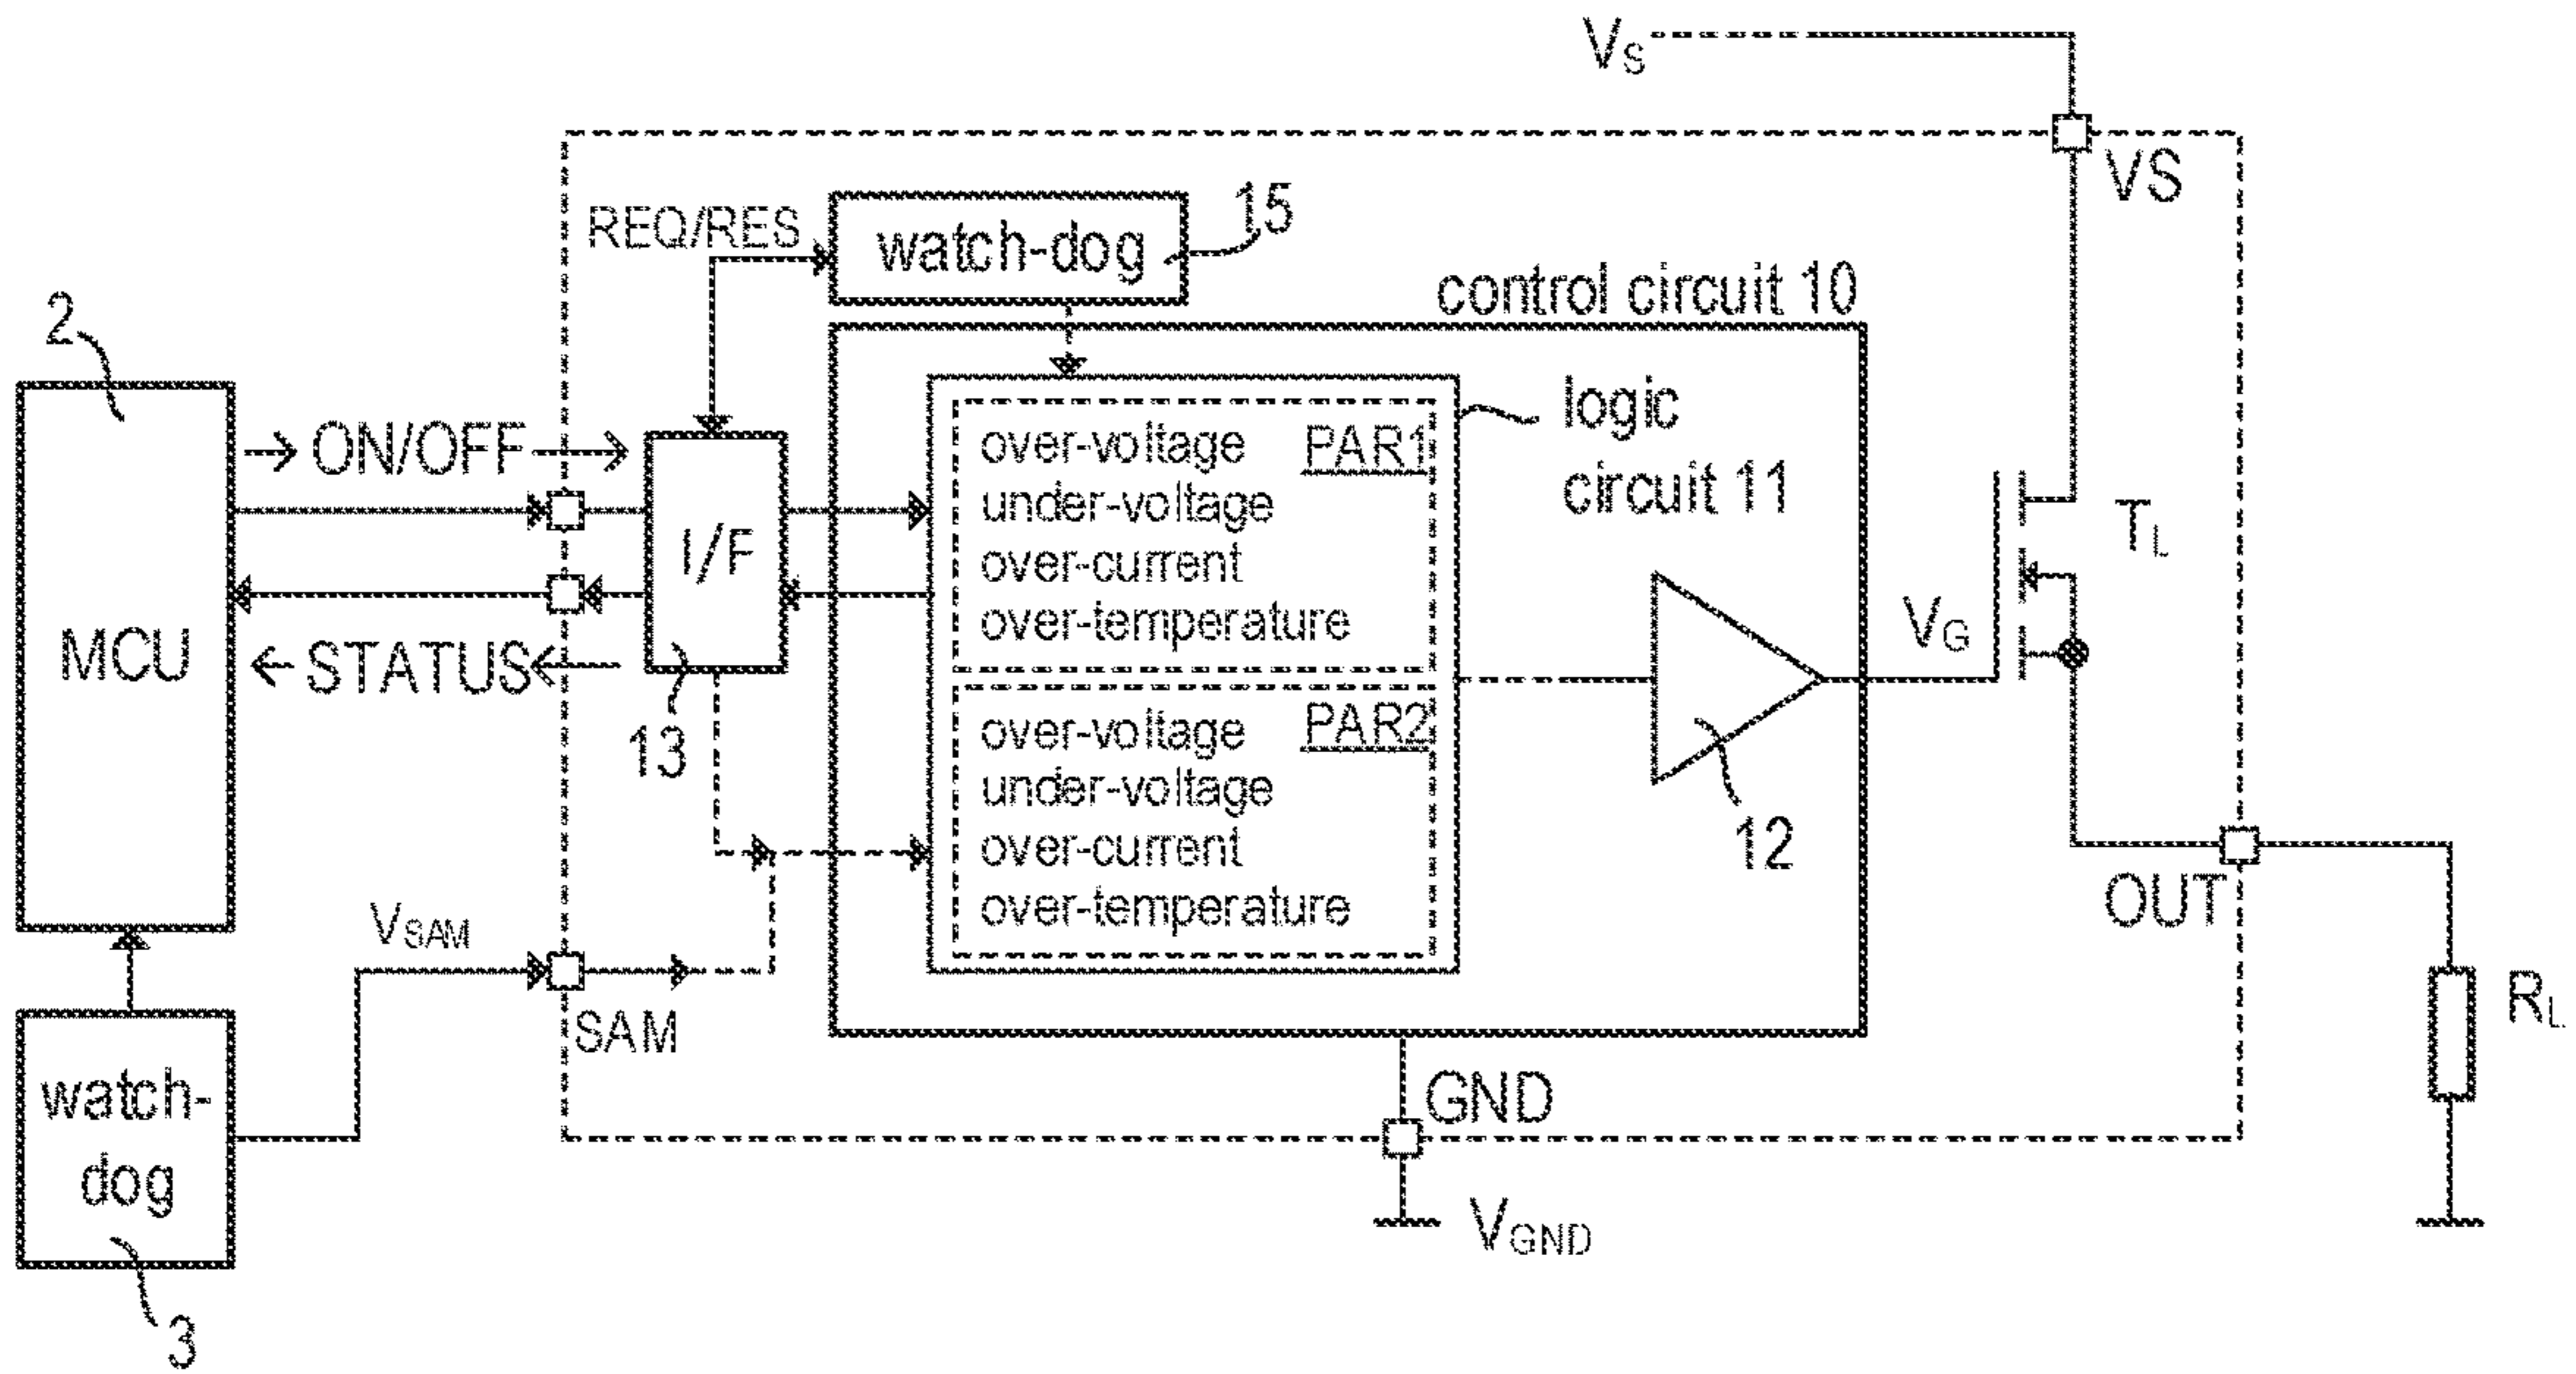 VS
VS
REQ/RES
watch-dog
15
control circuit 10
2
ON/OFF
logic
circuit 11
over-voltage PAR1
under-voltage
over-current
over-temperature
I/F
TL
VG
MCU
STATUS
13
over-voltage PAR2
under-voltage
over-current
over-temperature
12
OUT
VSAM
SAM
RL
watch-
dog
GND
VGND
3